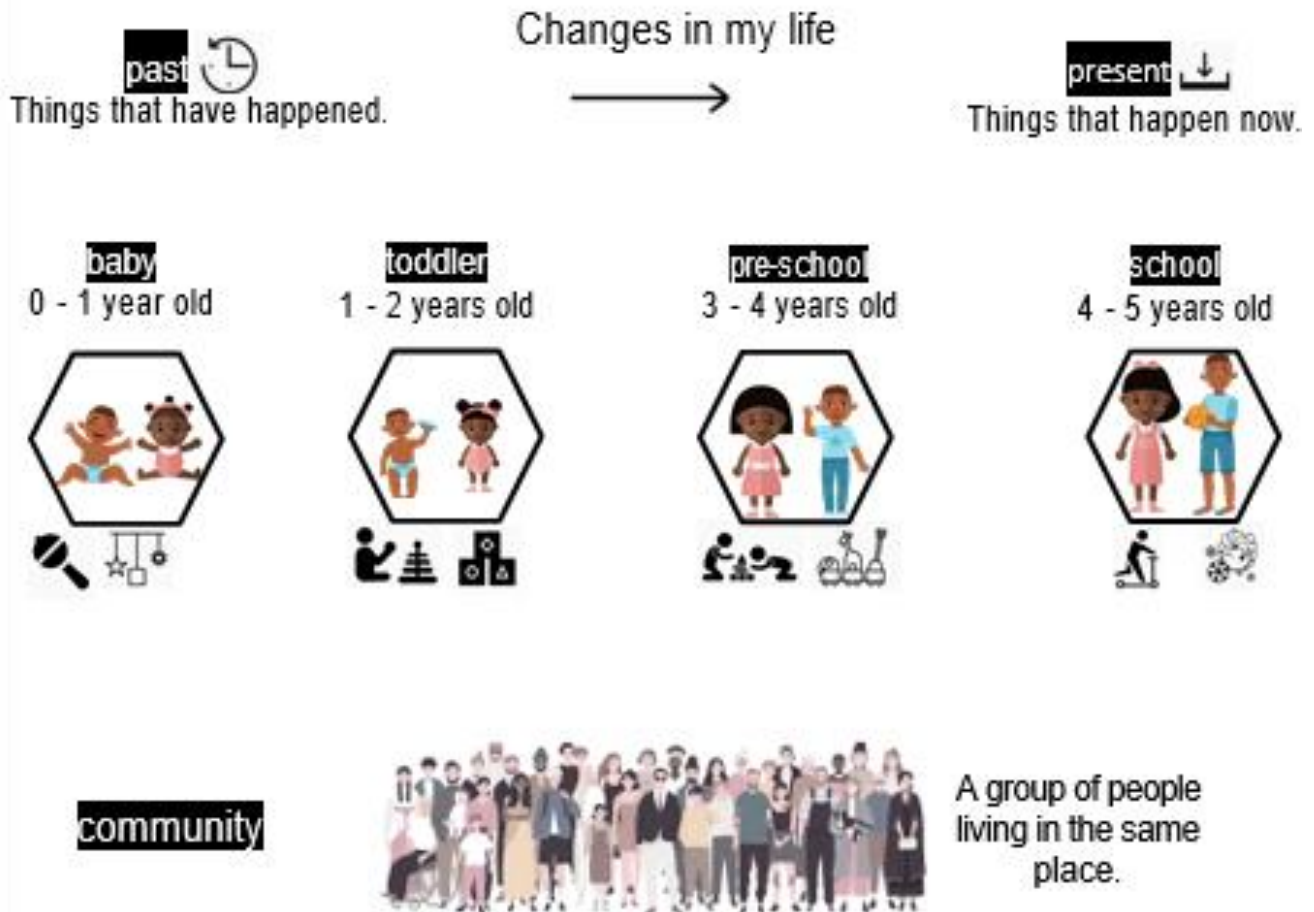 Changes in my life
past
Things that have happened.
present
Things that happen now.
baby
0 - 1 year old
toddler
1 - 2 years old
pre-school
3 - 4 years old
school
4 - 5 years old
community
A group of people
living in the same
place.